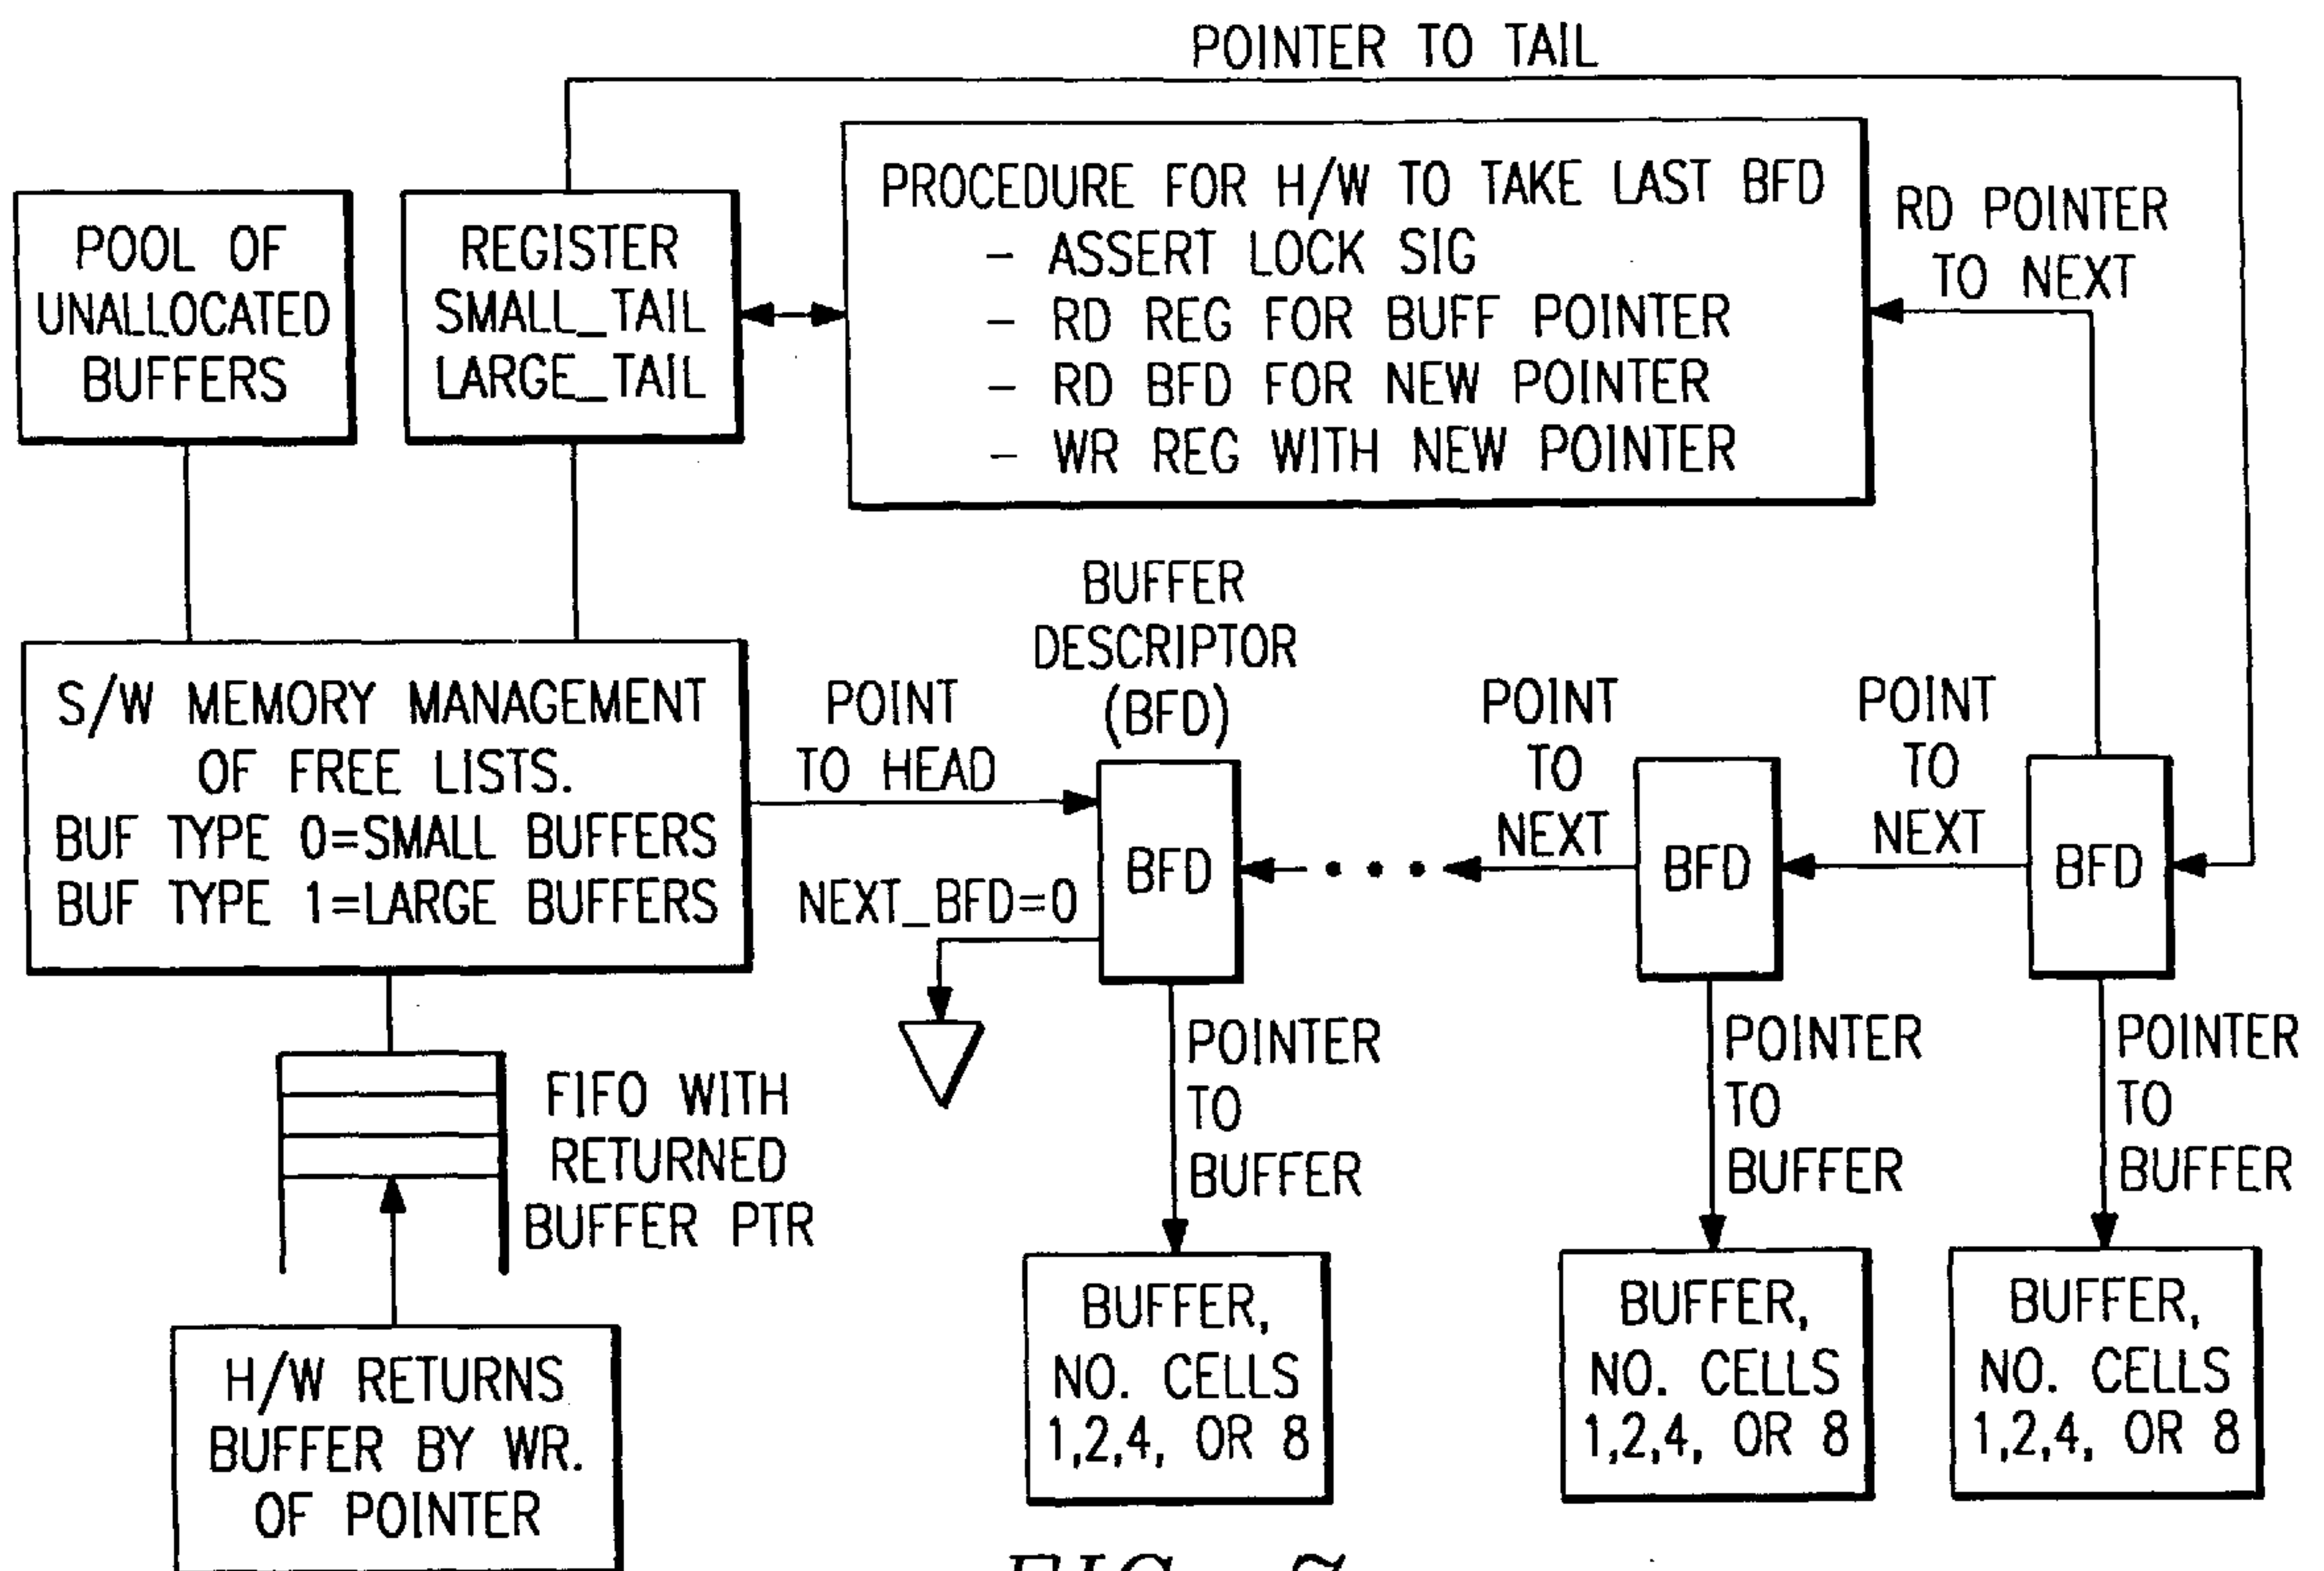 POINTER TO TAIL
POOL OF
UNALLOCATED
BUFFERS
REGISTER
SMALL_TAIL
LARGE_TAIL
PROCEDURE FOR H/W TO TAKE LAST BFD
– ASSERT LOCK SIG
– RD REG FOR BUFF POINTER
– RD BFD FOR NEW POINTER
– WR REG WITH NEW POINTER
RD POINTER
TO NEXT
S/W MEMORY MANAGEMENT
OF FREE LISTS.
BUF TYPE 0=SMALL BUFFERS
BUF TYPE 1=LARGE BUFFERS
POINT
TO HEAD
NEXT_BFD=0
BUFFER
DESCRIPTOR
(BFD)
BFD
• • •
POINT
TO
NEXT
BFD
POINT
TO
NEXT
BFD
FIFO WITH
RETURNED
BUFFER PTR
H/W RETURNS
BUFFER BY WR.
OF POINTER
POINTER
TO
BUFFER
POINTER
TO
BUFFER
POINTER
TO
BUFFER
BUFFER,
NO. CELLS
1,2,4, OR 8
BUFFER,
NO. CELLS
1,2,4, OR 8
BUFFER,
NO. CELLS
1,2,4, OR 8